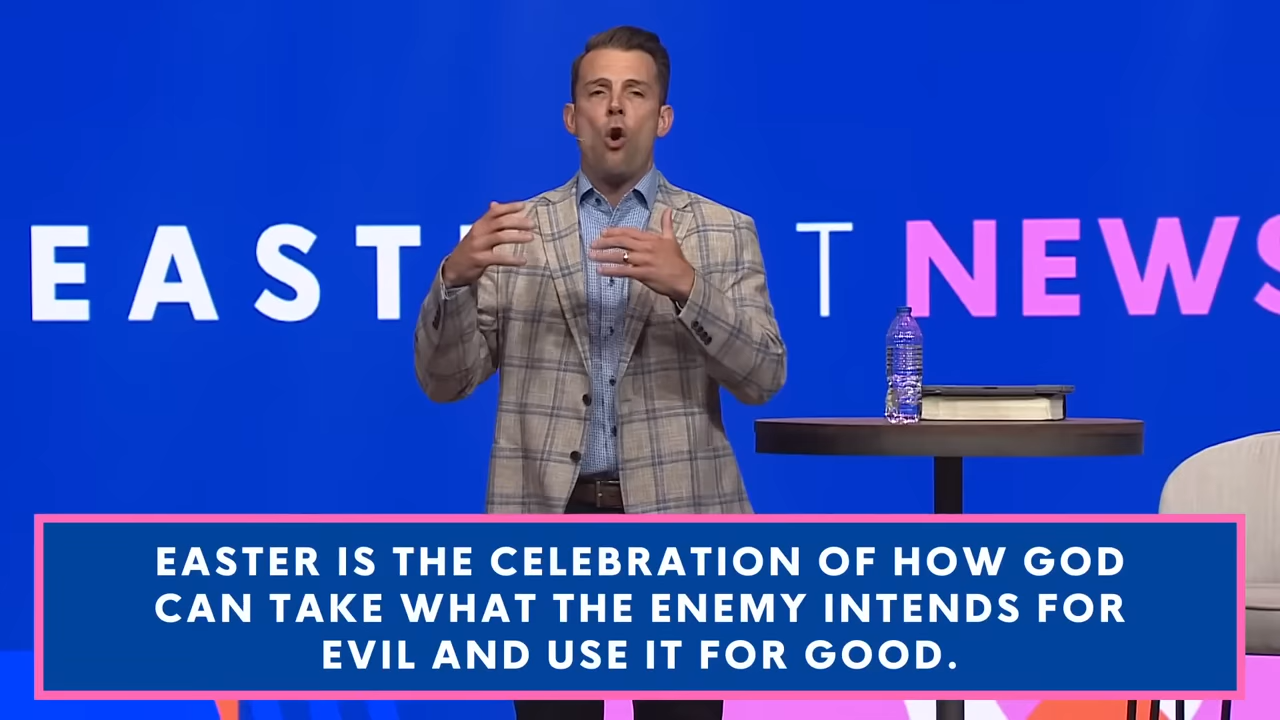 EAST T NEWS
EASTER IS THE CELEBRATION OF HOW GOD
CAN TAKE WHAT THE ENEMY INTENDS FOR
EVIL AND USE IT FOR GOOD.